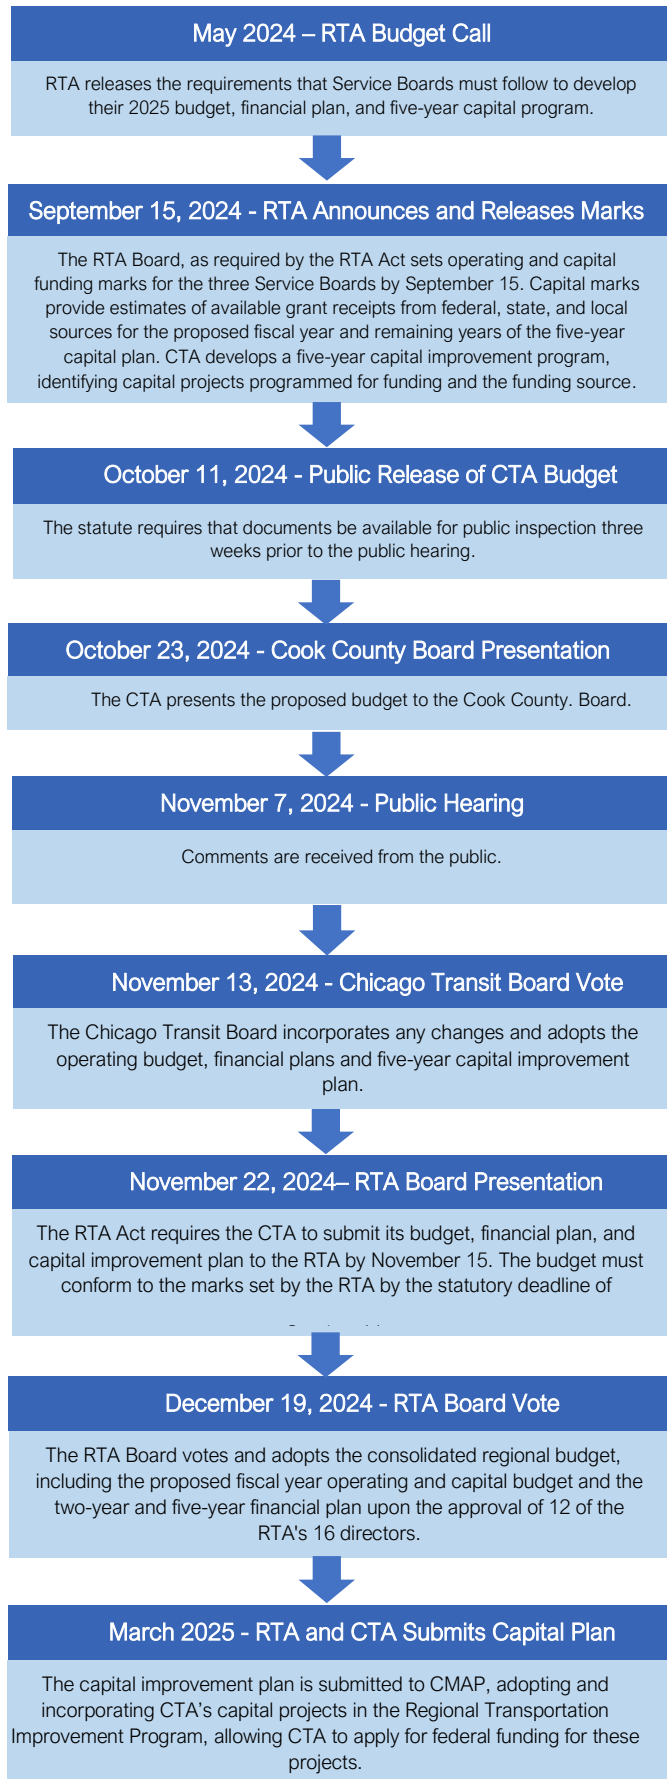 May 2024 – RTA Budget Call
RTA releases the requirements that Service Boards must follow to develop
their 2025 budget, financial plan, and five-year capital program.
September 15, 2024 - RTA Announces and Releases Marks
The RTA Board, as required by the RTA Act sets operating and capital
funding marks for the three Service Boards by September 15. Capital marks
provide estimates of available grant receipts from federal, state, and local
sources for the proposed fiscal year and remaining years of the five-year
capital plan. CTA develops a five-year capital improvement program,
identifying capital projects programmed for funding and the funding source.
October 11, 2024 - Public Release of CTA Budget
The statute requires that documents be available for public inspection three
weeks prior to the public hearing.
October 23, 2024 - Cook County Board Presentation
The CTA presents the proposed budget to the Cook County. Board.
November 7, 2024 - Public Hearing
Comments are received from the public.
November 13, 2024 - Chicago Transit Board Vote
The Chicago Transit Board incorporates any changes and adopts the
operating budget, financial plans and five-year capital improvement
plan.
November 22, 2024– RTA Board Presentation
The RTA Act requires the CTA to submit its budget, financial plan, and
capital improvement plan to the RTA by November 15. The budget must
conform to the marks set by the RTA by the statutory deadline of
December 19, 2024 - RTA Board Vote
The RTA Board votes and adopts the consolidated regional budget,
including the proposed fiscal year operating and capital budget and the
two-year and five-year financial plan upon the approval of 12 of the
RTA's 16 directors.
March 2025 - RTA and CTA Submits Capital Plan
The capital improvement plan is submitted to CMAP, adopting and
incorporating CTA’s capital projects in the Regional Transportation
Improvement Program, allowing CTA to apply for federal funding for these
projects.